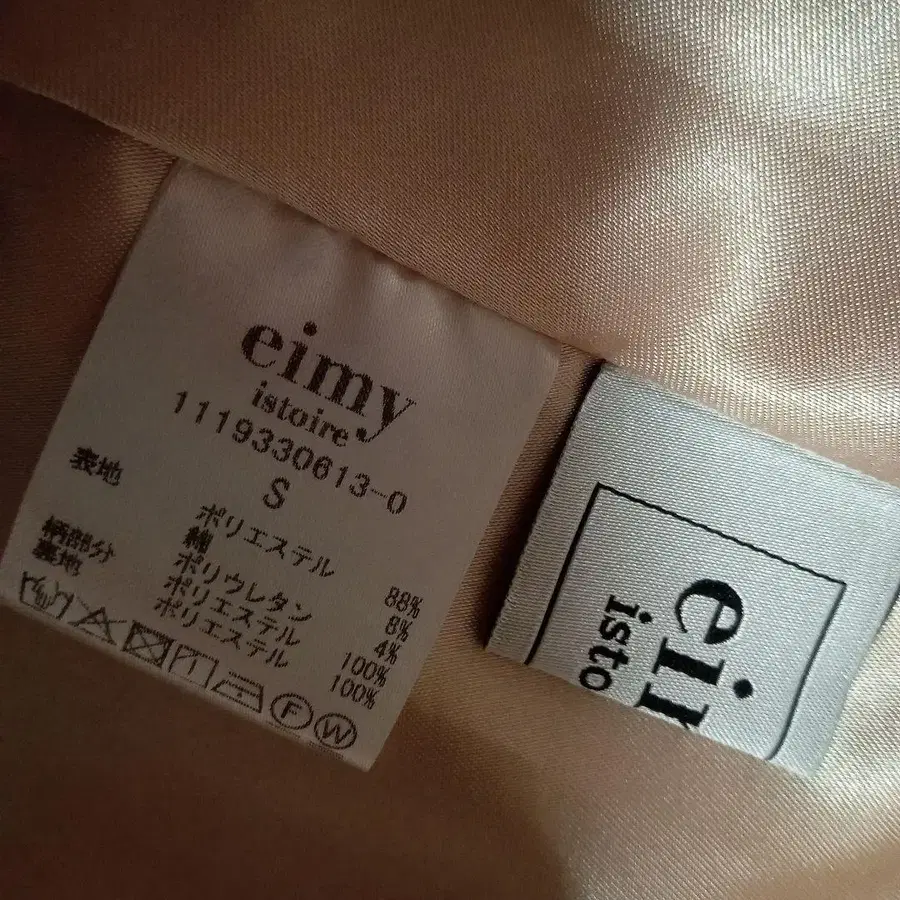 eimy
istoire
1119330613-0
S
表地 ポリエステル 88%
綿 8%
ポリウレタン 4%
柄部分 ポリエステル 100%
裏地 ポリエステル 100%
F W
ei
isto